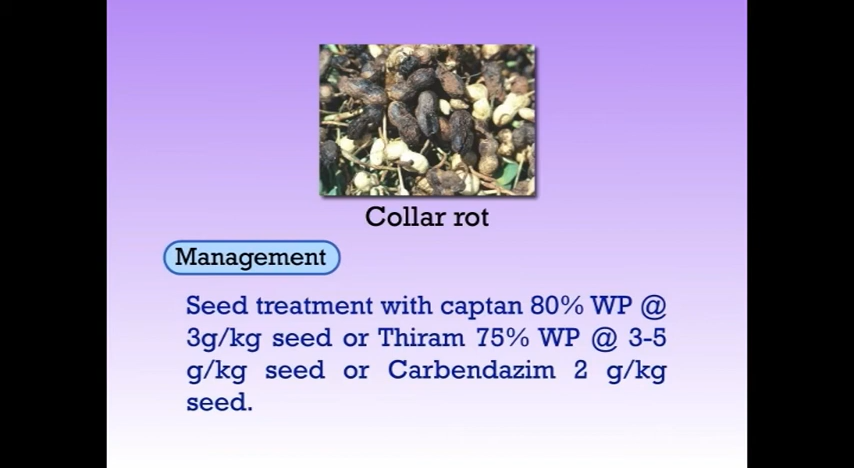 Collar rot
Management
Seed treatment with captan 80% WP @
3g/kg seed or Thiram 75% WP @ 3-5
g/kg seed or Carbendazim 2 g/kg
seed.